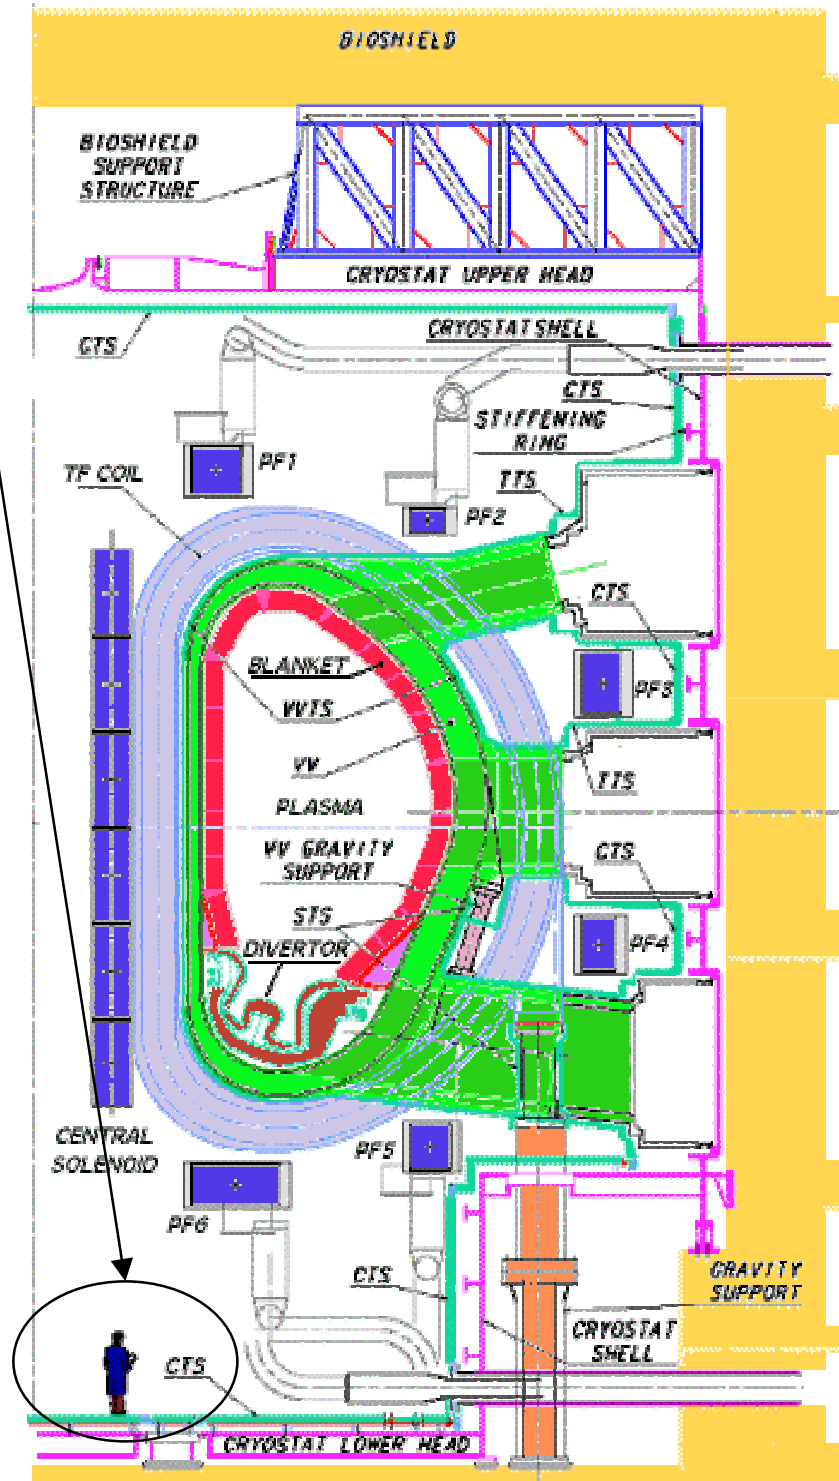 BIOSHIELD
BIOSHIELD
SUPPORT
STRUCTURE
CRYOSTAT UPPER HEAD
CTS
CRYOSTAT SHELL
CTS
STIFFENING
RING
TF COIL
PF1
TTS
PF2
CTS
BLANKET
PF3
VVTS
VV
TTS
PLASMA
VV GRAVITY
SUPPORT
CTS
STS
DIVERTOR
PF4
CENTRAL
SOLENOID
PF5
PF6
CTS
GRAVITY
SUPPORT
CRYOSTAT
SHELL
CTS
CRYOSTAT LOWER HEAD